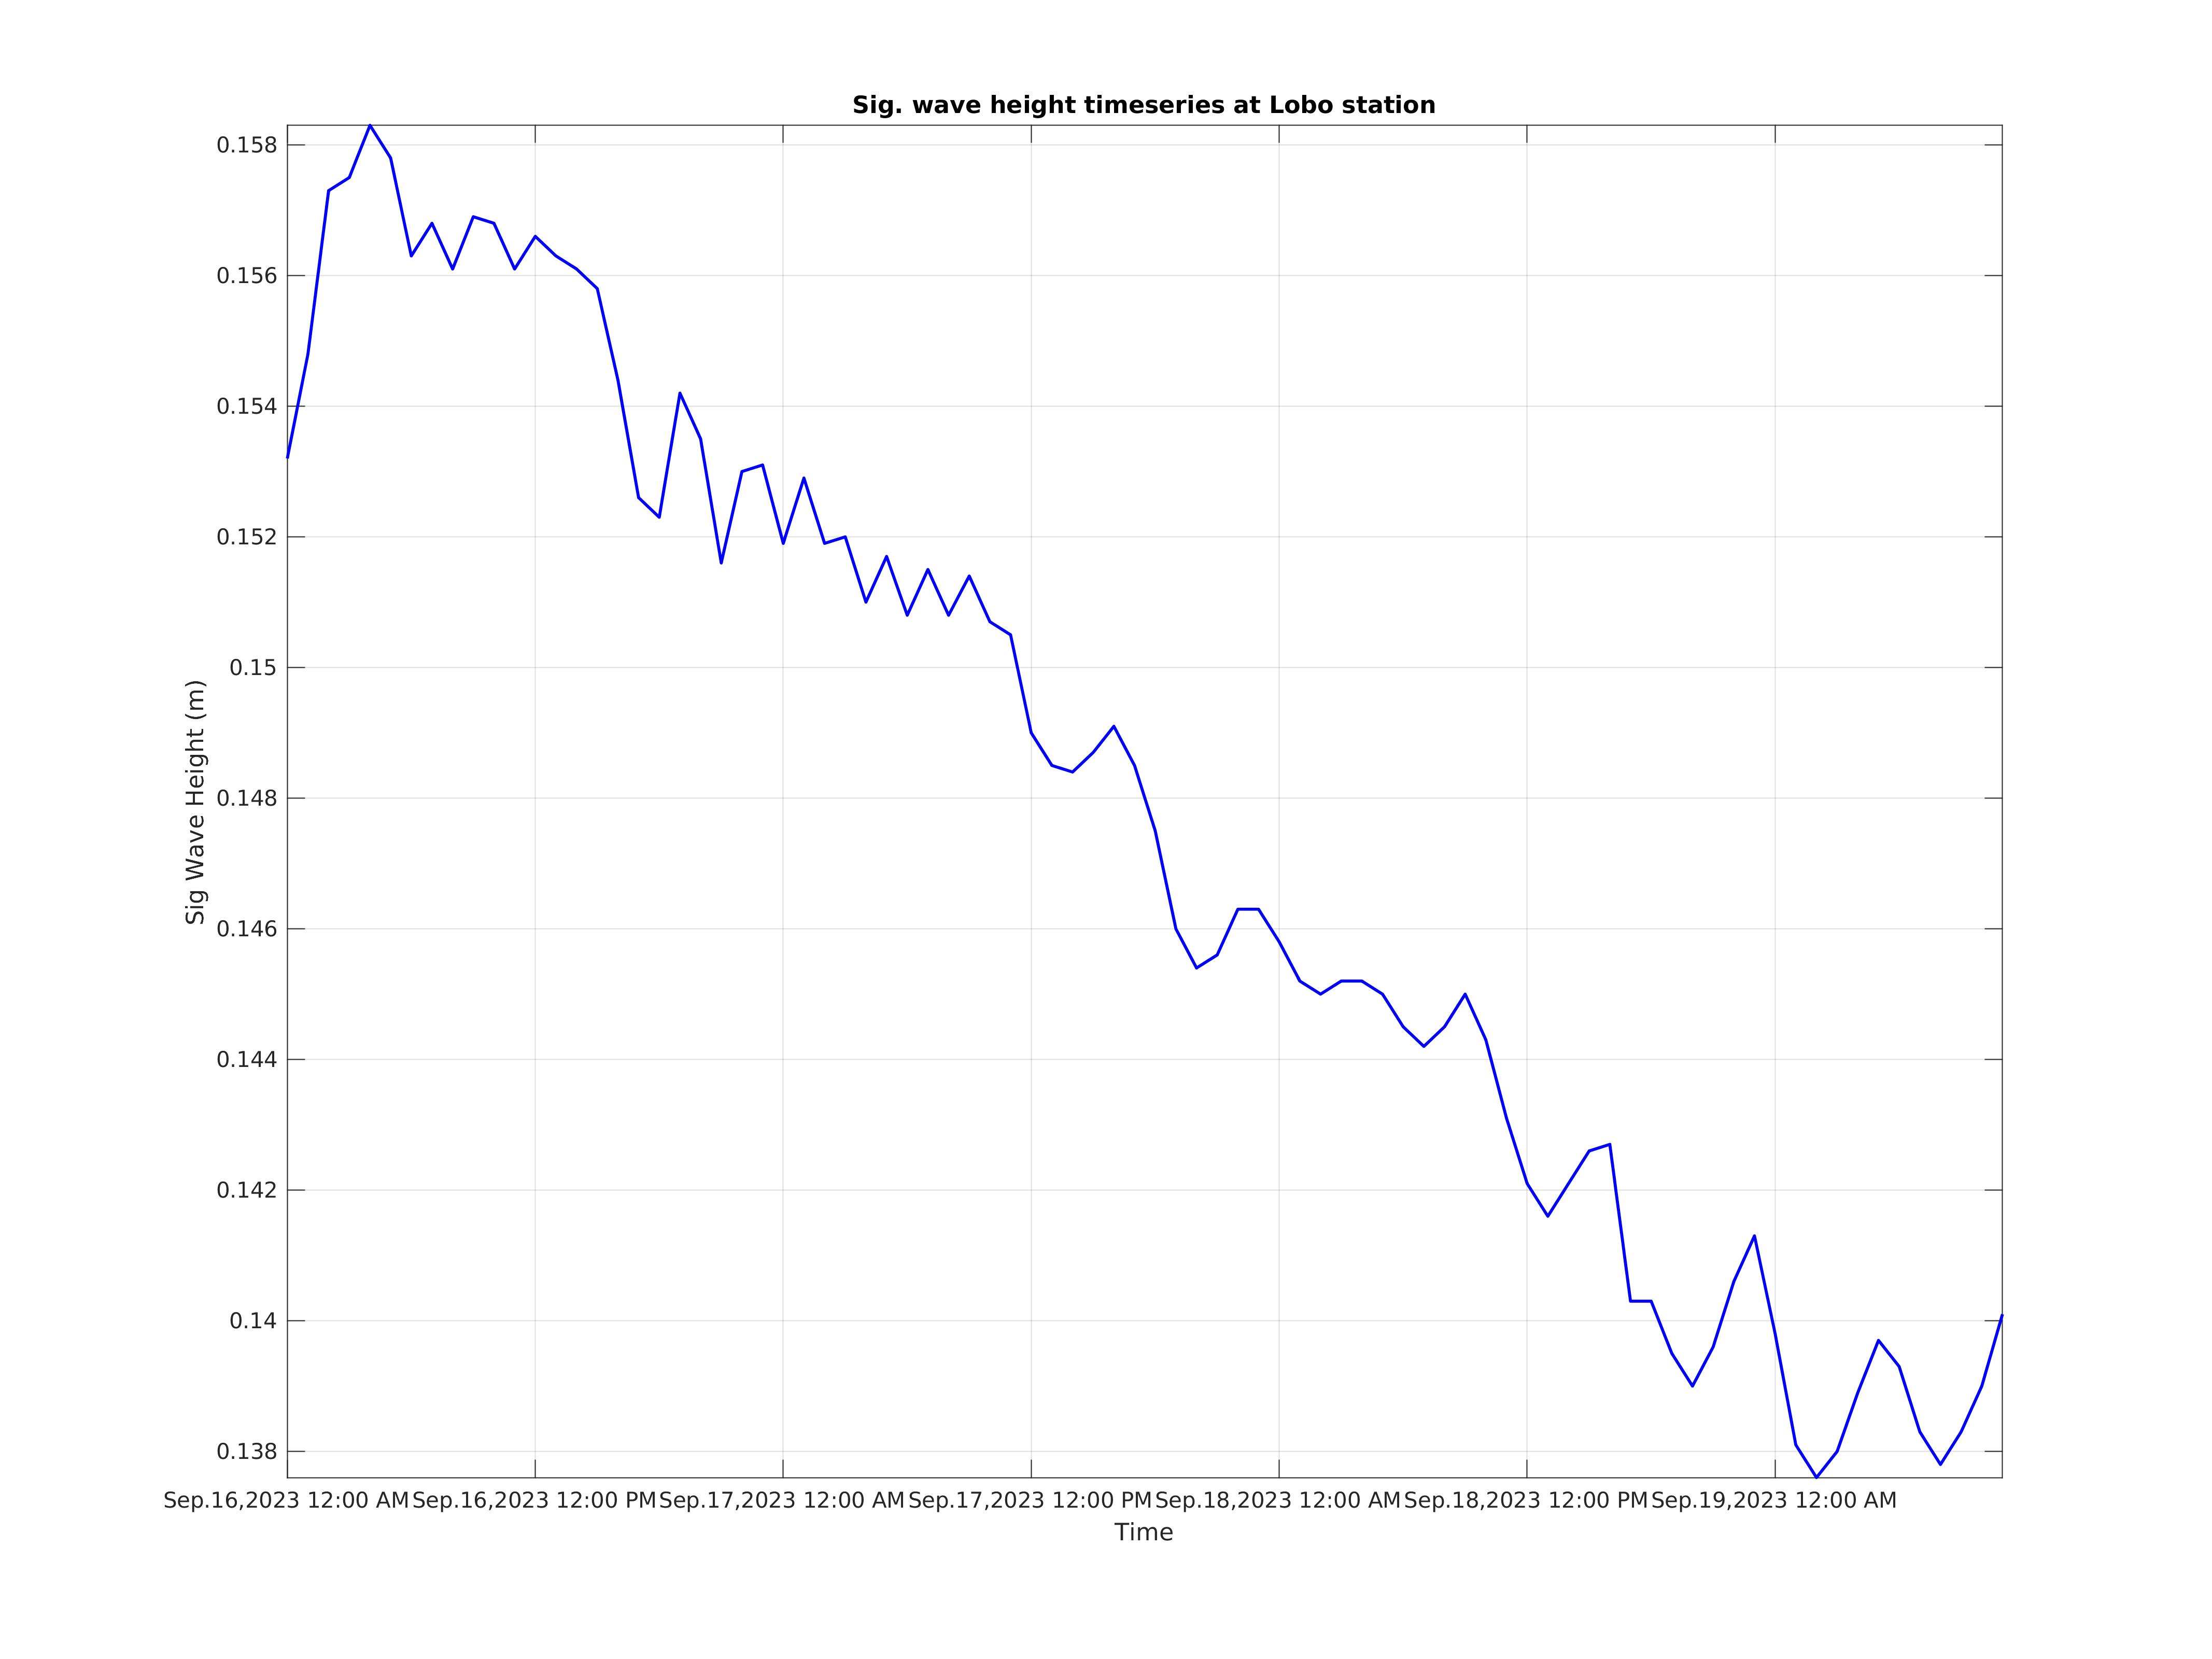 Sig. wave height timeseries at Lobo station
Sig Wave Height (m)
0.158
0.156
0.154
0.152
0.15
0.148
0.146
0.144
0.142
0.14
0.138
Sep.16,2023 12:00 AM Sep.16,2023 12:00 PM Sep.17,2023 12:00 AM Sep.17,2023 12:00 PM Sep.18,2023 12:00 AM Sep.18,2023 12:00 PM Sep.19,2023 12:00 AM
Time